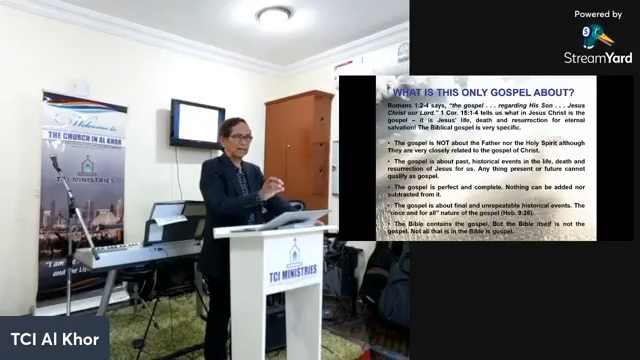 Powered by
StreamYard
WHAT IS THIS ONLY GOSPEL ABOUT?
Romans 1:2-4 says, "the gospel . . . regarding His Son . . . Jesus
Christ our Lord." 1 Cor. 15:1-4 tells us what in Jesus Christ is the
gospel – it is Jesus' life, death and resurrection for eternal
salvation! The Biblical gospel is very specific.
• The gospel is NOT about the Father nor the Holy Spirit although
They are very closely related to the gospel of Christ.
• The gospel is about past, historical events in the life, death and
resurrection of Jesus for us. Any thing present or future cannot
qualify as gospel.
• The gospel is perfect and complete. Nothing can be added nor
subtracted from it.
• The gospel is about final and unrepeatable historical events. The
"once and for all" nature of the gospel (Heb. 9:26).
• The Bible contains the gospel. But the Bible itself is not the
gospel. Not all that is in the Bible is gospel.
Welcome to
THE CHURCH IN AL KHOR
TCI MINISTRIES
"I am
and the Life
TCI MINISTRIES
TCI Al Khor